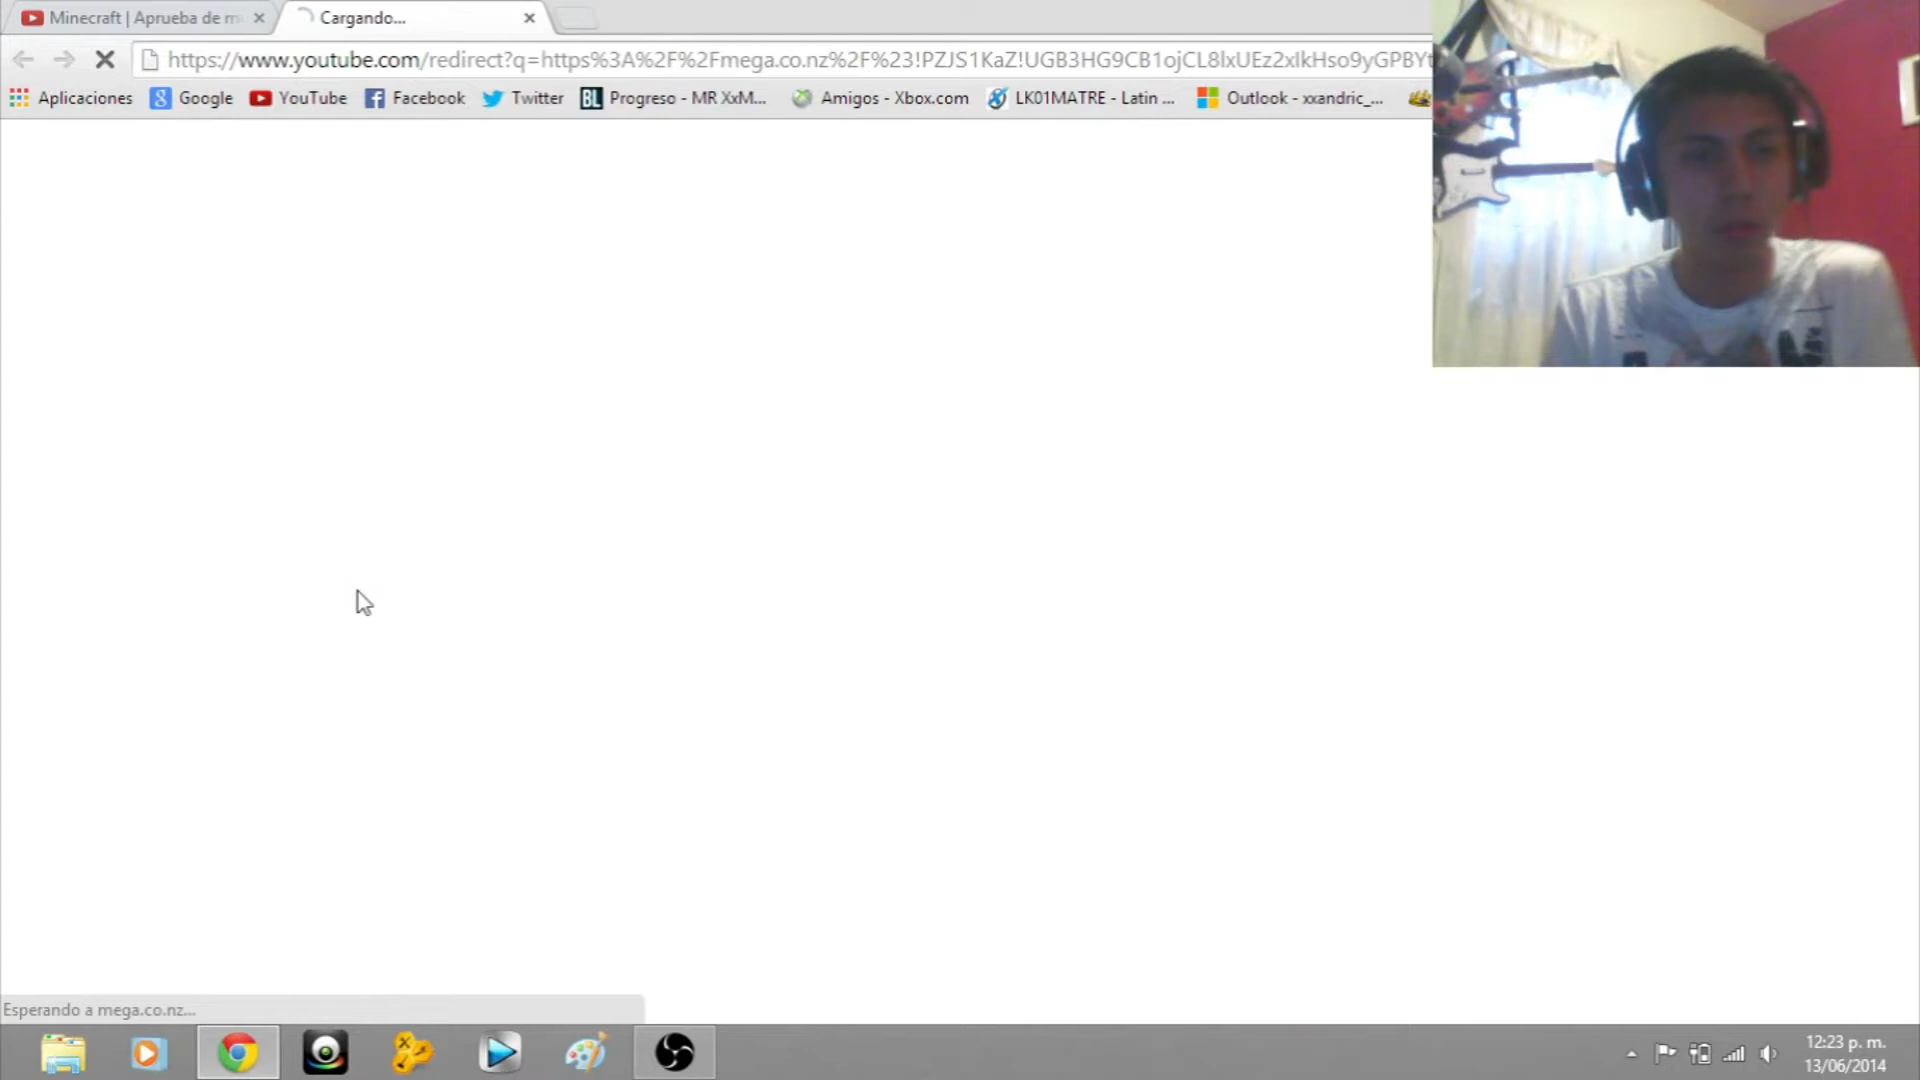 Minecraft | Aprueba de m
Cargando...
https://www.youtube.com/redirect?q=https%3A%2F%2Fmega.co.nz%2F%23!PZJS1KaZ!UGB3HG9CB1ojCL8lxUEz2xIkHso9yGPBYt
Aplicaciones
Google
YouTube
Facebook
Twitter
BL Progreso - MR XxM...
Amigos - Xbox.com
LK01MATRE - Latin ...
Outlook - xxandric_...
Esperando a mega.co.nz...
12:23 p. m.
13/06/2014